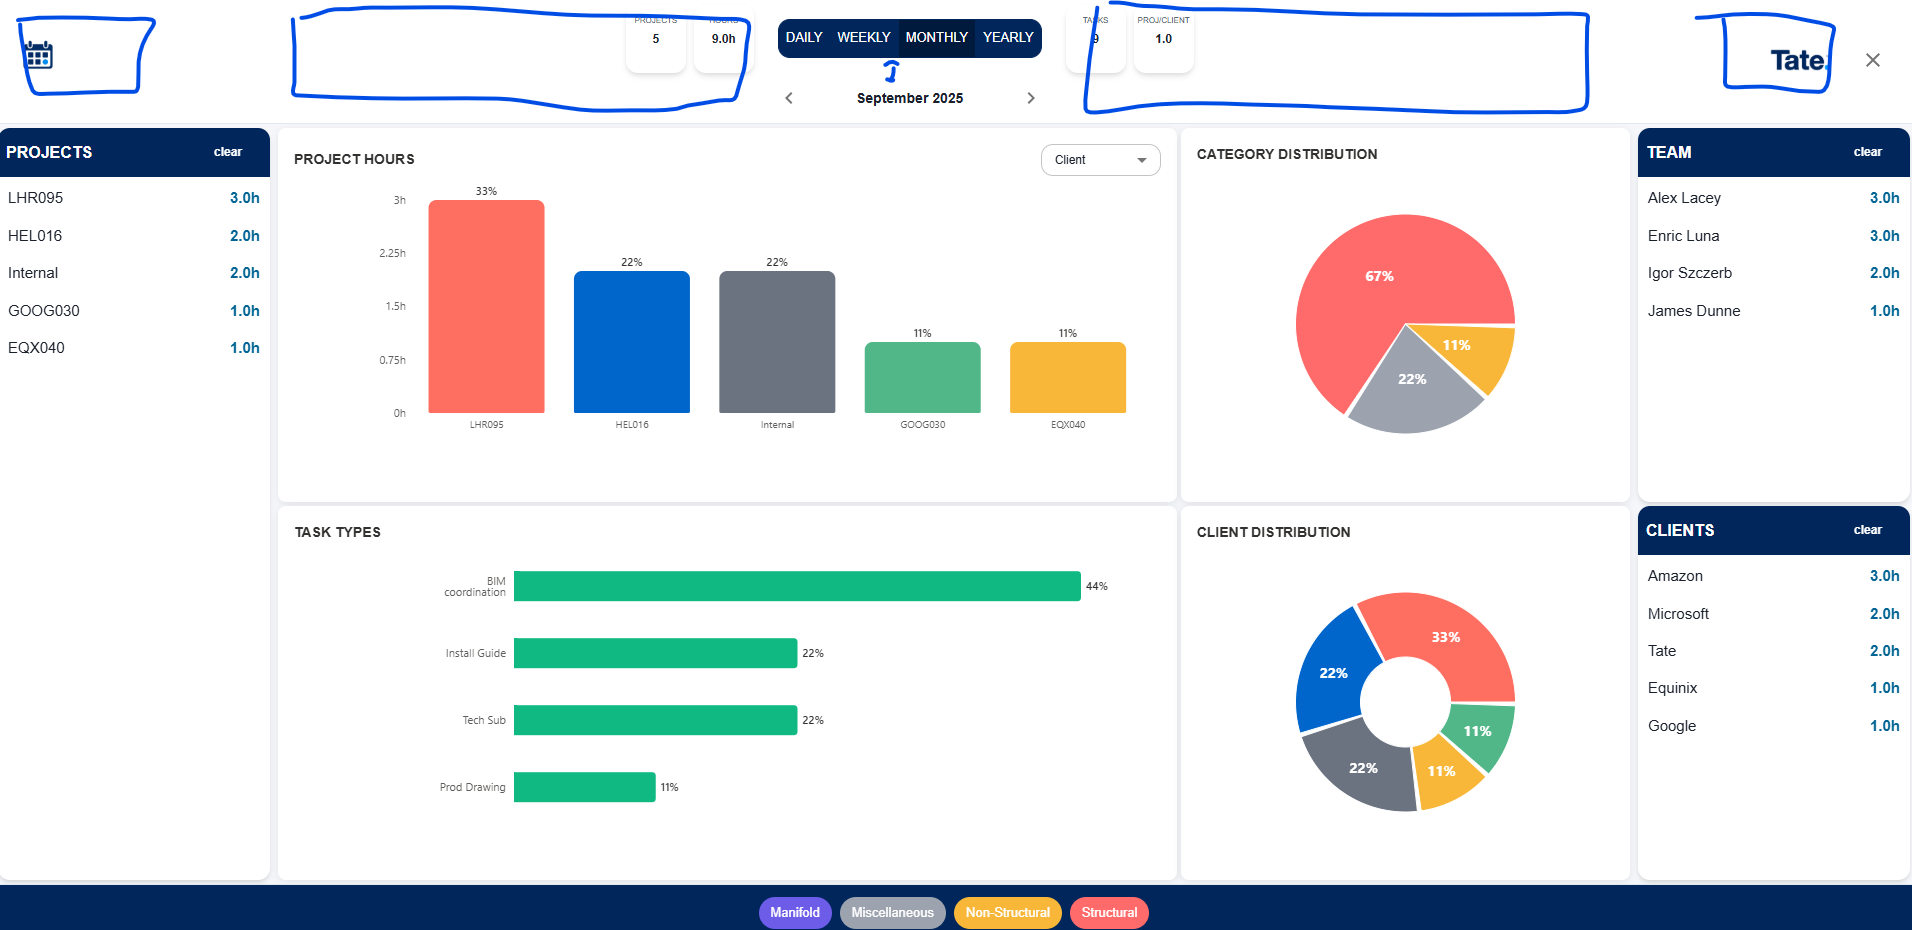 PROJECTS
5
HOURS
9.0h
DAILY WEEKLY MONTHLY YEARLY
September 2025
TASKS
9
PROJ/CLIENT
1.0
Tate
PROJECTS clear
LHR095 3.0h
HEL016 2.0h
Internal 2.0h
GOOG030 1.0h
EQX040 1.0h
PROJECT HOURS
Client
3h
2.25h
1.5h
0.75h
0h
33%
22%
22%
11%
11%
LHR095
HEL016
Internal
GOOG030
EQX040
CATEGORY DISTRIBUTION
67%
11%
22%
TEAM clear
Alex Lacey 3.0h
Enric Luna 3.0h
Igor Szczerb 2.0h
James Dunne 1.0h
TASK TYPES
BIM
coordination
44%
Install Guide 22%
Tech Sub 22%
Prod Drawing 11%
CLIENT DISTRIBUTION
33%
22%
11%
22%
11%
CLIENTS clear
Amazon 3.0h
Microsoft 2.0h
Tate 2.0h
Equinix 1.0h
Google 1.0h
Manifold
Miscellaneous
Non-Structural
Structural